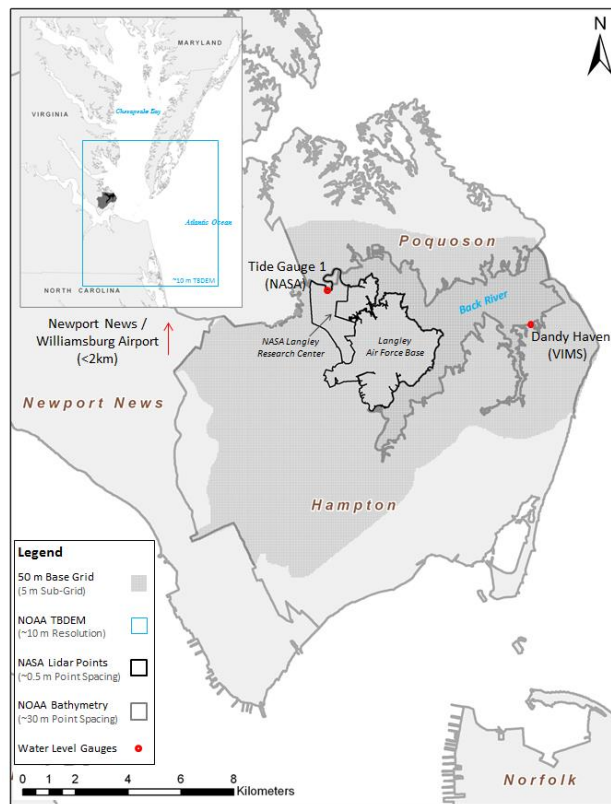 MARYLAND
VIRGINIA
Chesapeake Bay
Atlantic Ocean
~10 m TBDEM
NORTH CAROLINA
N
Newport News /
Williamsburg Airport
(<2km)
Poquoson
Tide Gauge 1
(NASA)
Back River
NASA Langley
Research Center
Langley
Air Force Base
Dandy Haven
(VIMS)
Newport News
Hampton
Legend
50 m Base Grid
(5 m Sub-Grid)
NOAA TBDEM
(~10 m Resolution)
NASA Lidar Points
(~0.5 m Point Spacing)
NOAA Bathymetry
(~30 m Point Spacing)
Water Level Gauges
0 0.5 1 2 4 6 8
Kilometers
Norfolk